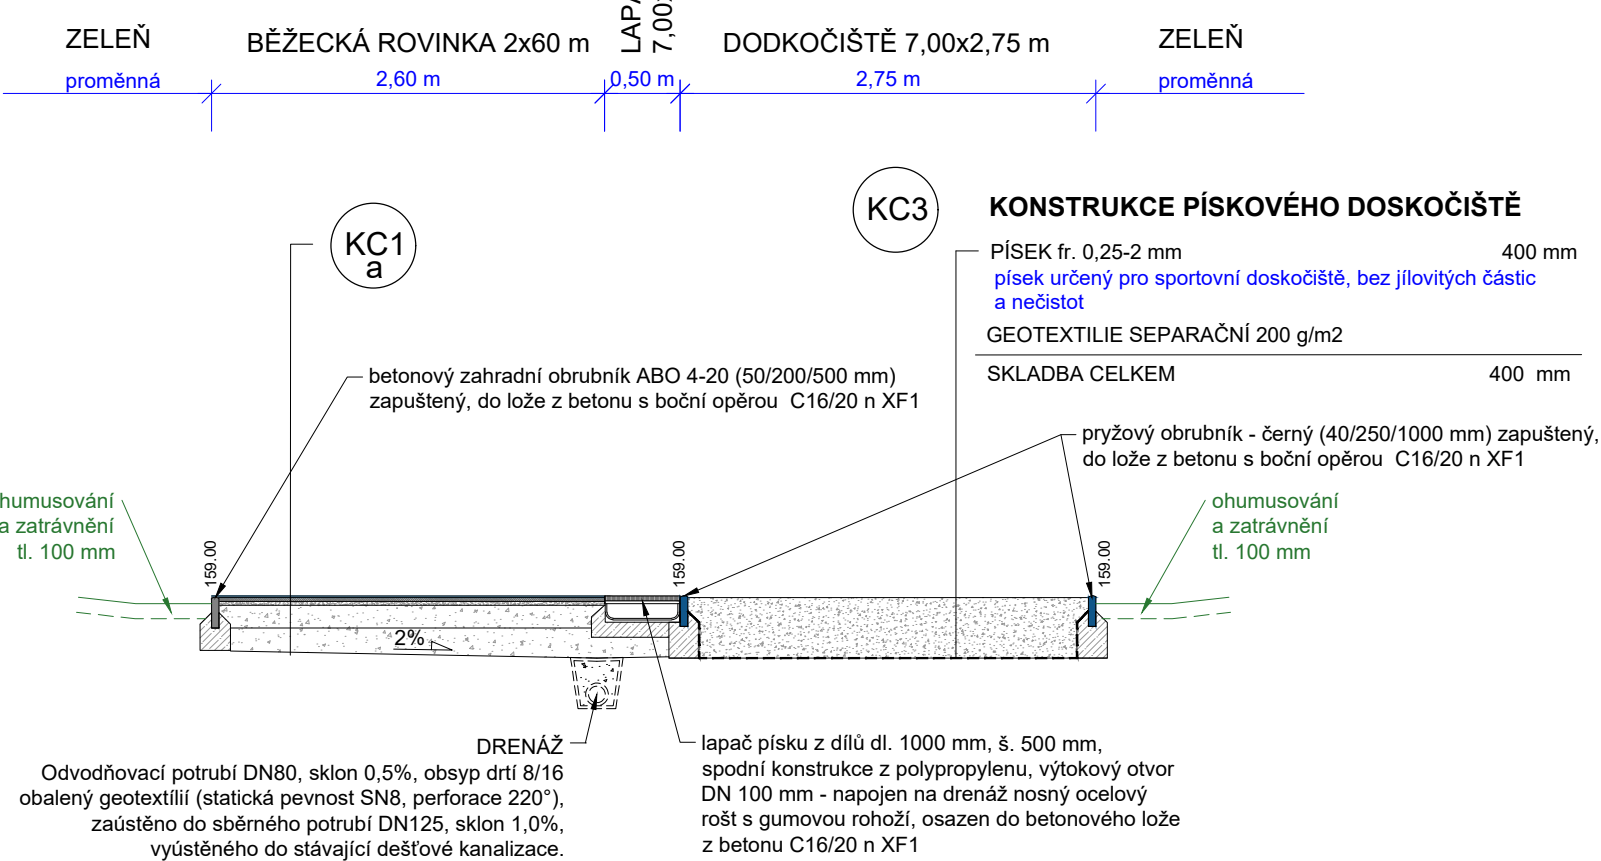 ZELEŇ
BĚŽECKÁ ROVINKA 2x60 m
7,00
DODKOČIŠTĚ 7,00x2,75 m
ZELEŇ
proměnná
2,60 m
0,50 m
2,75 m
proměnná
KC1
a
KC3
KONSTRUKCE PÍSKOVÉHO DOSKOČIŠTĚ
PÍSEK fr. 0,25-2 mm 400 mm
písek určený pro sportovní doskočiště, bez jílovitých částic
a nečistot
GEOTEXTILIE SEPARAČNÍ 200 g/m2
SKLADBA CELKEM 400 mm
betonový zahradní obrubník ABO 4-20 (50/200/500 mm)
zapuštený, do lože z betonu s boční opěrou C16/20 n XF1
pryžový obrubník - černý (40/250/1000 mm) zapuštený,
do lože z betonu s boční opěrou C16/20 n XF1
humusování
a zatrávnění
tl. 100 mm
ohumusování
a zatrávnění
tl. 100 mm
159.00
159.00
159.00
2%
DRENÁŽ
Odvodňovací potrubí DN80, sklon 0,5%, obsyp drtí 8/16
obalený geotextílií (statická pevnost SN8, perforace 220°),
zaústěno do sběrného potrubí DN125, sklon 1,0%,
vyústěného do stávající dešťové kanalizace.
lapač písku z dílů dl. 1000 mm, š. 500 mm,
spodní konstrukce z polypropylenu, výtokový otvor
DN 100 mm - napojen na drenáž nosný ocelový
rošt s gumovou rohoží, osazen do betonového lože
z betonu C16/20 n XF1